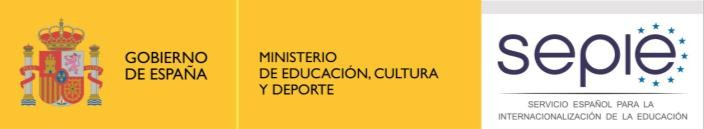 GOBIERNO
DE ESPAÑA
MINISTERIO
DE EDUCACIÓN, CULTURA
Y DEPORTE
sepie
SERVICIO ESPAÑOL PARA LA
INTERNACIONALIZACIÓN DE LA EDUCACIÓN